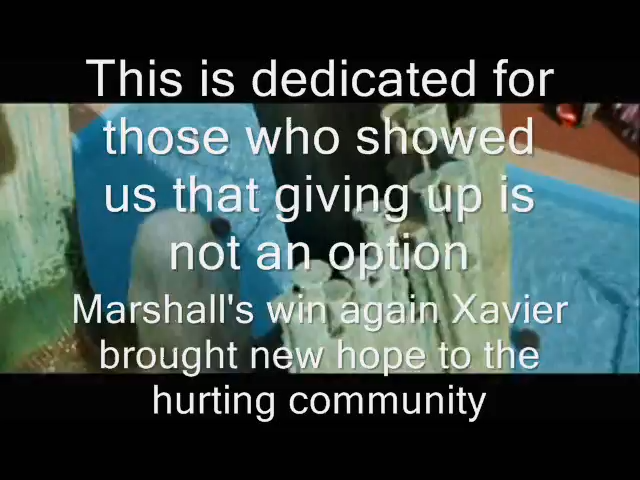 This is dedicated for
those who showed
us that giving up is
not an option
Marshall's win again Xavier
brought new hope to the
hurting community